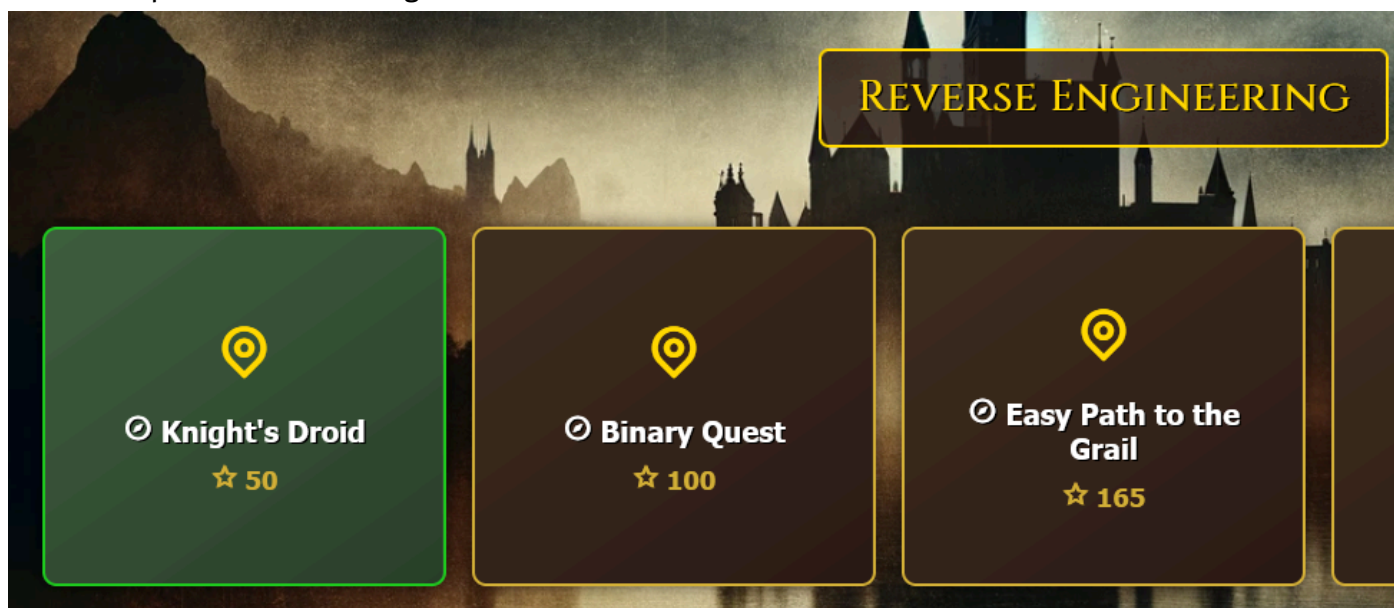 REVERSE ENGINEERING
Knight's Droid
50
Binary Quest
100
Easy Path to the
Grail
165